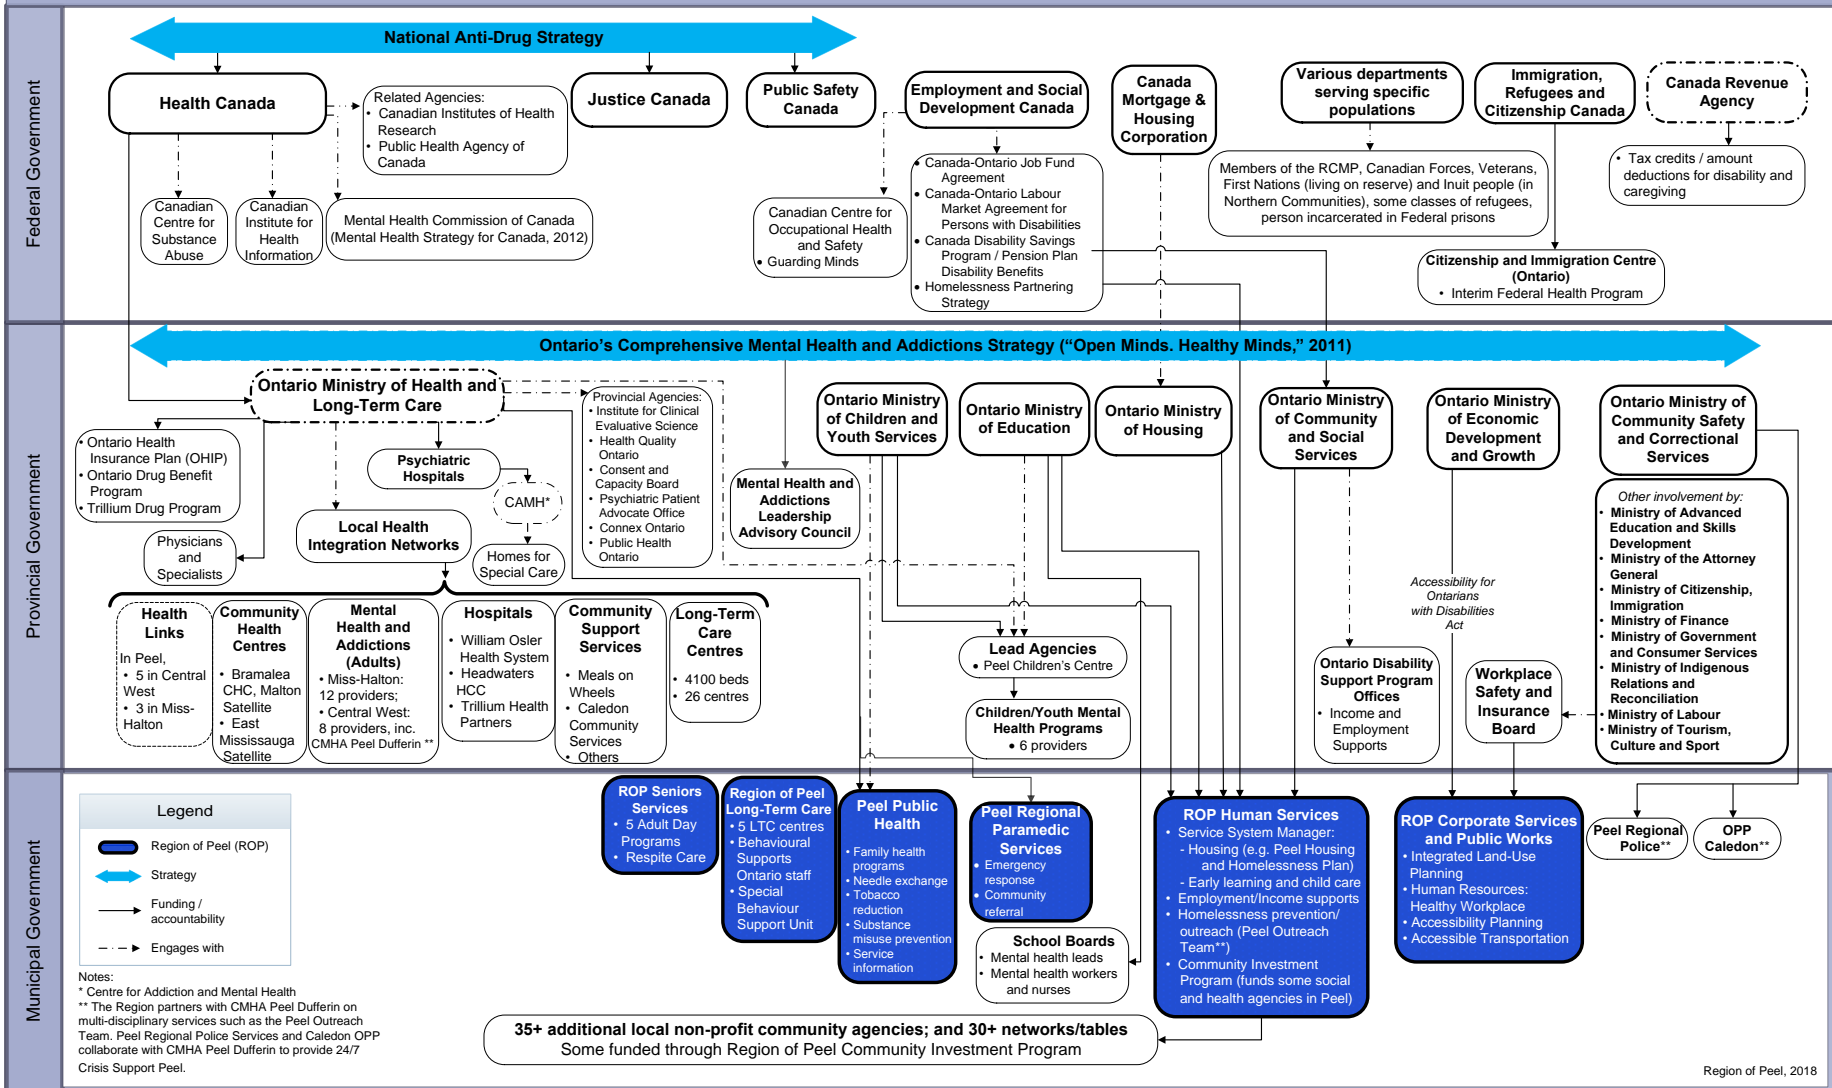 Federal Government
National Anti-Drug Strategy
Health Canada
Related Agencies:
• Canadian Institutes of Health
Research
• Public Health Agency of
Canada
Justice Canada
Public Safety
Canada
Employment and Social
Development Canada
Canada
Mortgage &
Housing
Corporation
Various departments
serving specific
populations
Immigration,
Refugees and
Citizenship Canada
Canada Revenue
Agency
Canadian
Centre for
Substance
Abuse
Canadian
Institute for
Health
Information
Mental Health Commission of Canada
(Mental Health Strategy for Canada, 2012)
Canadian Centre for
Occupational Health
and Safety
• Guarding Minds
• Canada-Ontario Job Fund
Agreement
• Canada-Ontario Labour
Market Agreement for
Persons with Disabilities
• Canada Disability Savings
Program / Pension Plan
Disability Benefits
• Homelessness Partnering
Strategy
Members of the RCMP, Canadian Forces, Veterans,
First Nations (living on reserve) and Inuit people (in
Northern Communities), some classes of refugees,
person incarcerated in Federal prisons
Citizenship and Immigration Centre
(Ontario)
• Interim Federal Health Program
• Tax credits / amount
deductions for disability and
caregiving
Provincial Government
Ontario's Comprehensive Mental Health and Addictions Strategy (“Open Minds. Healthy Minds,” 2011)
Ontario Ministry of Health and
Long-Term Care
• Ontario Health
Insurance Plan (OHIP)
• Ontario Drug Benefit
Program
• Trillium Drug Program
Physicians
and
Specialists
Psychiatric
Hospitals
CAMH*
Homes for
Special Care
Local Health
Integration Networks
Provincial Agencies:
• Institute for Clinical
Evaluative Science
• Health Quality
Ontario
• Consent and
Capacity Board
• Psychiatric Patient
Advocate Office
• Connex Ontario
• Public Health
Ontario
Mental Health and
Addictions
Leadership
Advisory Council
Ontario Ministry
of Children and
Youth Services
Ontario Ministry
of Education
Ontario Ministry
of Housing
Ontario Ministry
of Community
and Social
Services
Ontario Ministry
of Economic
Development
and Growth
Ontario Ministry of
Community Safety
and Correctional
Services
Other involvement by:
• Ministry of Advanced
Education and Skills
Development
• Ministry of the Attorney
General
• Ministry of Citizenship,
Immigration
• Ministry of Finance
• Ministry of Government
and Consumer Services
• Ministry of Indigenous
Relations and
Reconciliation
• Ministry of Labour
• Ministry of Tourism,
Culture and Sport
Accessibility for
Ontarians
with Disabilities
Act
Health
Links
In Peel,
• 5 in Central
West
• 3 in Miss-
Halton
Community
Health
Centres
• Bramalea
CHC, Malton
Satellite
• East
Mississauga
Satellite
Mental
Health and
Addictions
(Adults)
• Miss-Halton:
12 providers;
• Central West:
8 providers, inc.
CMHA Peel Dufferin **
Hospitals
• William Osler
Health System
• Headwaters
HCC
• Trillium Health
Partners
Community
Support
Services
• Meals on
Wheels
• Caledon
Community
Services
• Others
Long-Term
Care
Centres
• 4100 beds
• 26 centres
Lead Agencies
• Peel Children's Centre
Children/Youth Mental
Health Programs
• 6 providers
Ontario Disability
Support Program
Offices
• Income and
Employment
Supports
Workplace
Safety and
Insurance
Board
Municipal Government
Legend
Region of Peel (ROP)
Strategy
Funding /
accountability
Engages with
Notes:
* Centre for Addiction and Mental Health
** The Region partners with CMHA Peel Dufferin on
multi-disciplinary services such as the Peel Outreach
Team. Peel Regional Police Services and Caledon OPP
collaborate with CMHA Peel Dufferin to provide 24/7
Crisis Support Peel.
ROP Seniors
Services
• 5 Adult Day
Programs
• Respite Care
Region of Peel
Long-Term Care
• 5 LTC centres
• Behavioural
Supports
Ontario staff
• Special
Behaviour
Support Unit
Peel Public
Health
• Family health
programs
• Needle exchange
• Tobacco
reduction
• Substance
misuse prevention
• Service
information
Peel Regional
Paramedic
Services
• Emergency
response
• Community
referral
School Boards
• Mental health leads
• Mental health workers
and nurses
ROP Human Services
• Service System Manager:
- Housing (e.g. Peel Housing
and Homelessness Plan)
- Early learning and child care
• Employment/Income supports
• Homelessness prevention/
outreach (Peel Outreach
Team**)
• Community Investment
Program (funds some social
and health agencies in Peel)
ROP Corporate Services
and Public Works
• Integrated Land-Use
Planning
• Human Resources:
Healthy Workplace
• Accessibility Planning
• Accessible Transportation
Peel Regional
Police**
OPP
Caledon**
35+ additional local non-profit community agencies; and 30+ networks/tables
Some funded through Region of Peel Community Investment Program
Region of Peel, 2018